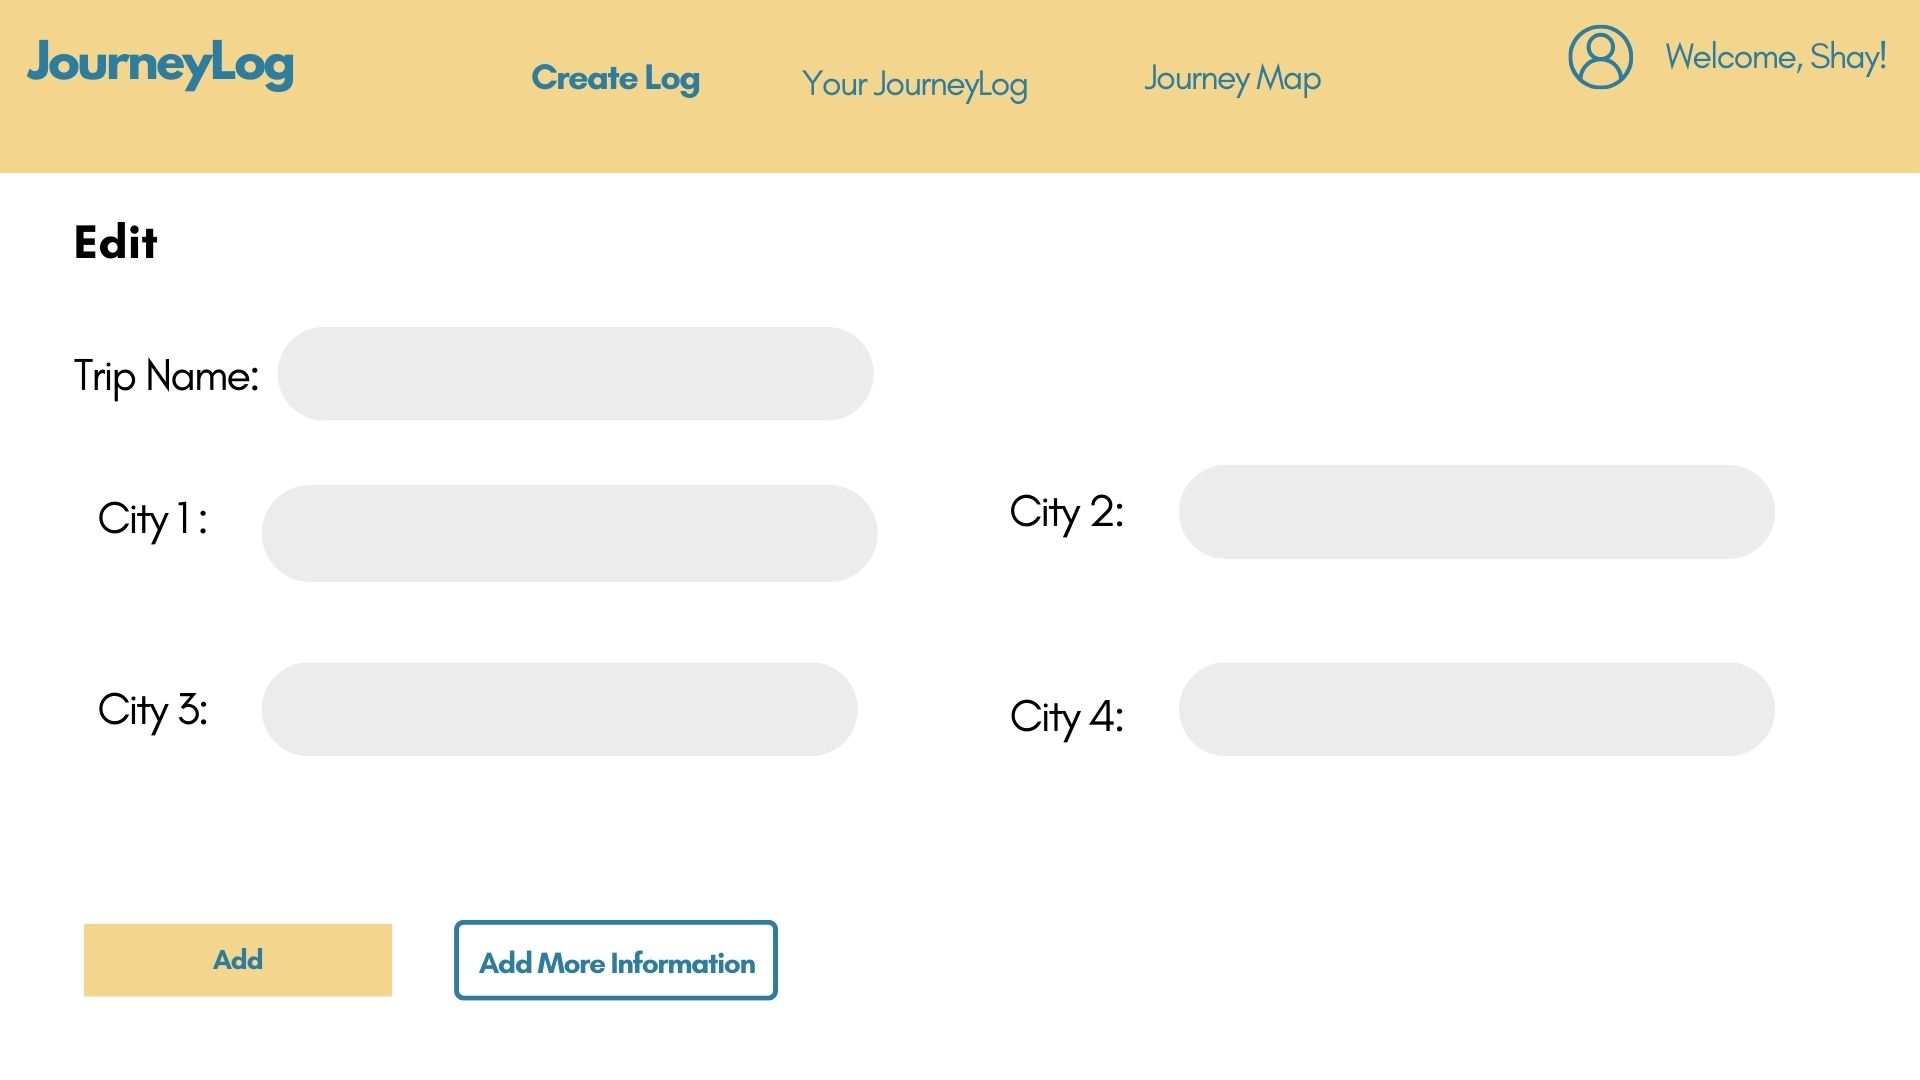 JourneyLog
Create Log
Your JourneyLog
Journey Map
Welcome, Shay!
Edit
Trip Name:
City 1 :
City 2:
City 3:
City 4:
Add
Add More Information